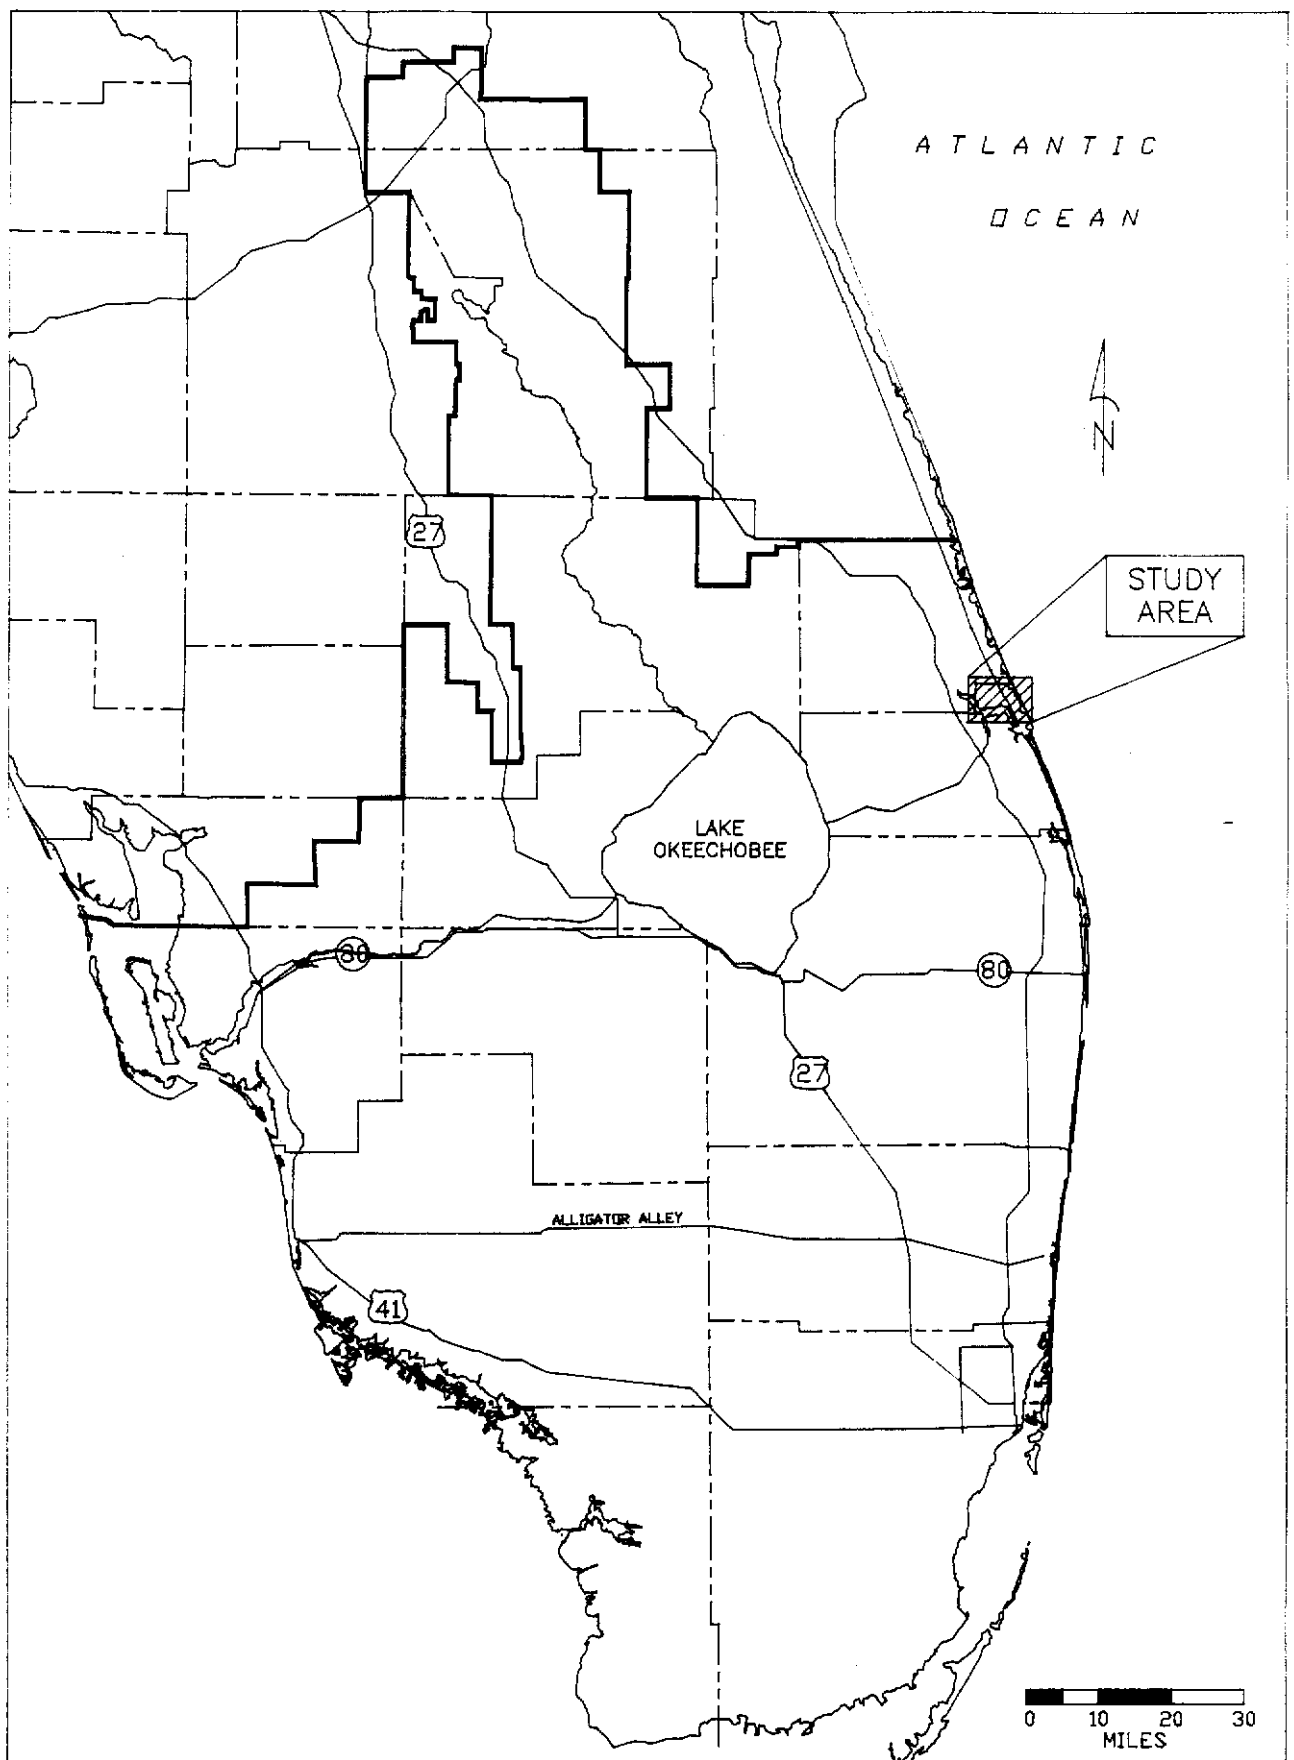 ATLANTIC
OCEAN
N
27
STUDY
AREA
LAKE
OKEECHOBEE
80
80
27
ALLIGATOR ALLEY
41
0 10 20 30
MILES